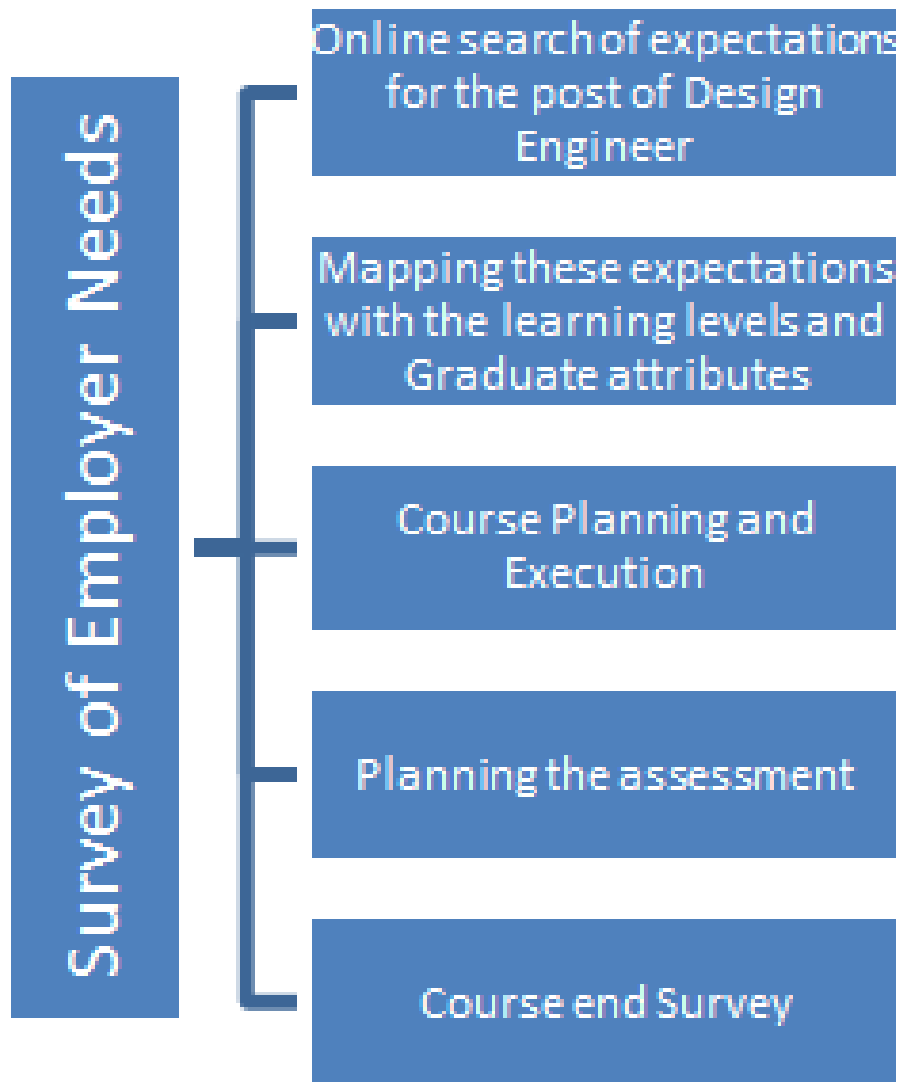 Survey of Employer Needs
Online search of expectations
for the post of Design
Engineer
Mapping these expectations
with the learning levels and
Graduate attributes
Course Planning and
Execution
Planning the assessment
Course end Survey